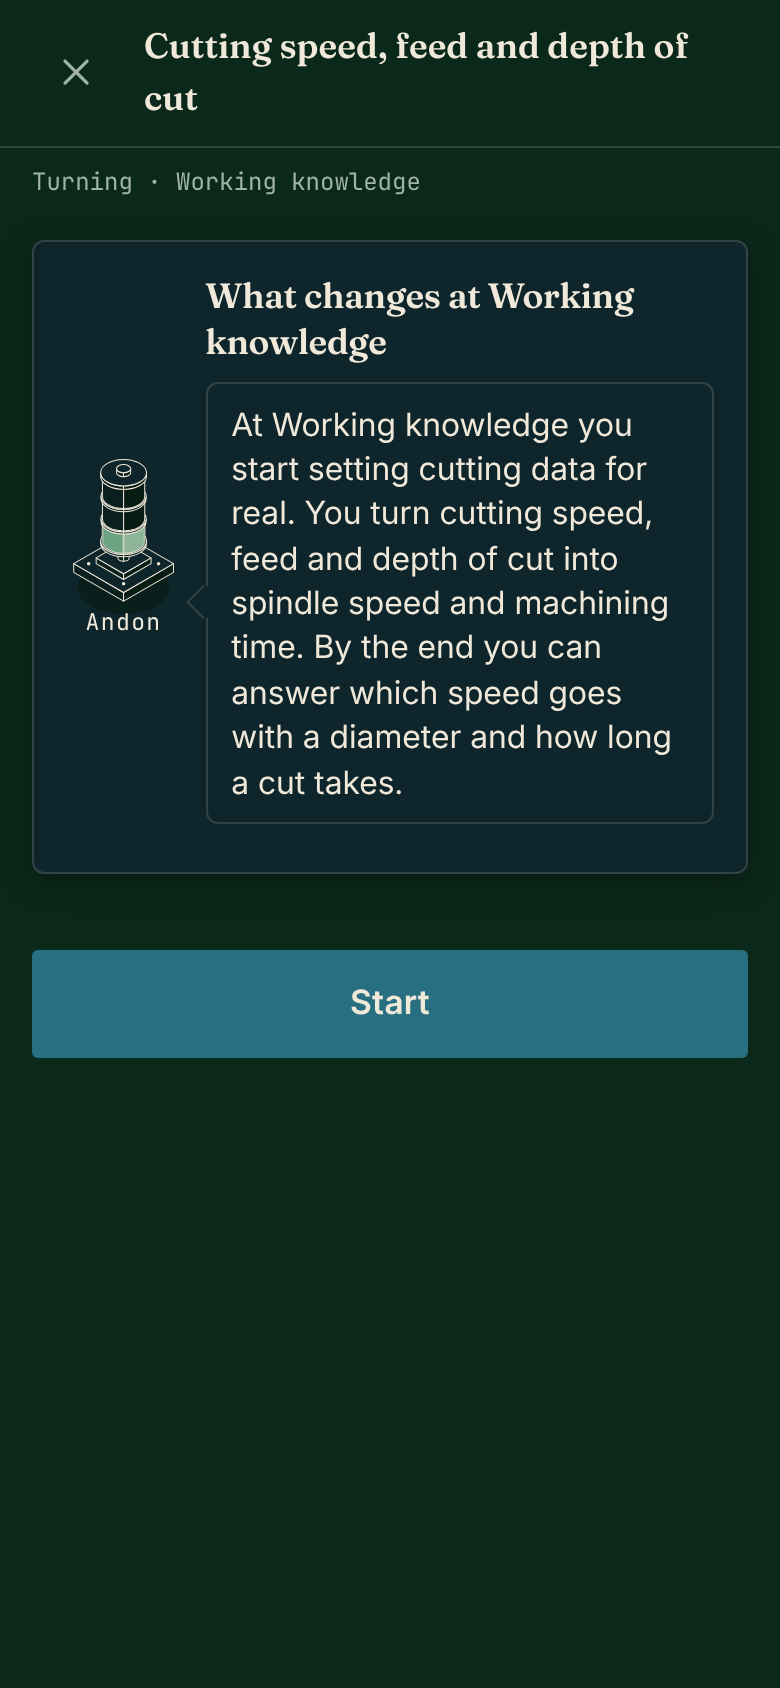 Cutting speed, feed and depth of
cut
Turning · Working knowledge
What changes at Working
knowledge
At Working knowledge you
start setting cutting data for
real. You turn cutting speed,
feed and depth of cut into
spindle speed and machining
time. By the end you can
answer which speed goes
with a diameter and how long
a cut takes.
Andon
Start